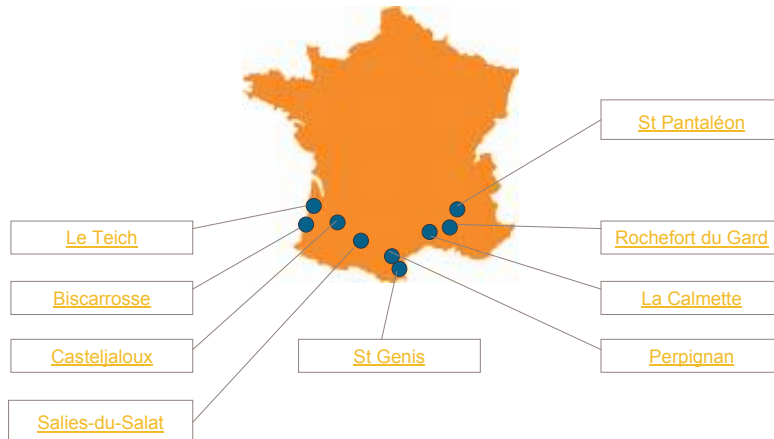 St Pantaléon
Le Teich
Rochefort du Gard
Biscarrosse
La Calmette
Casteljaloux
St Genis
Perpignan
Salies-du-Salat